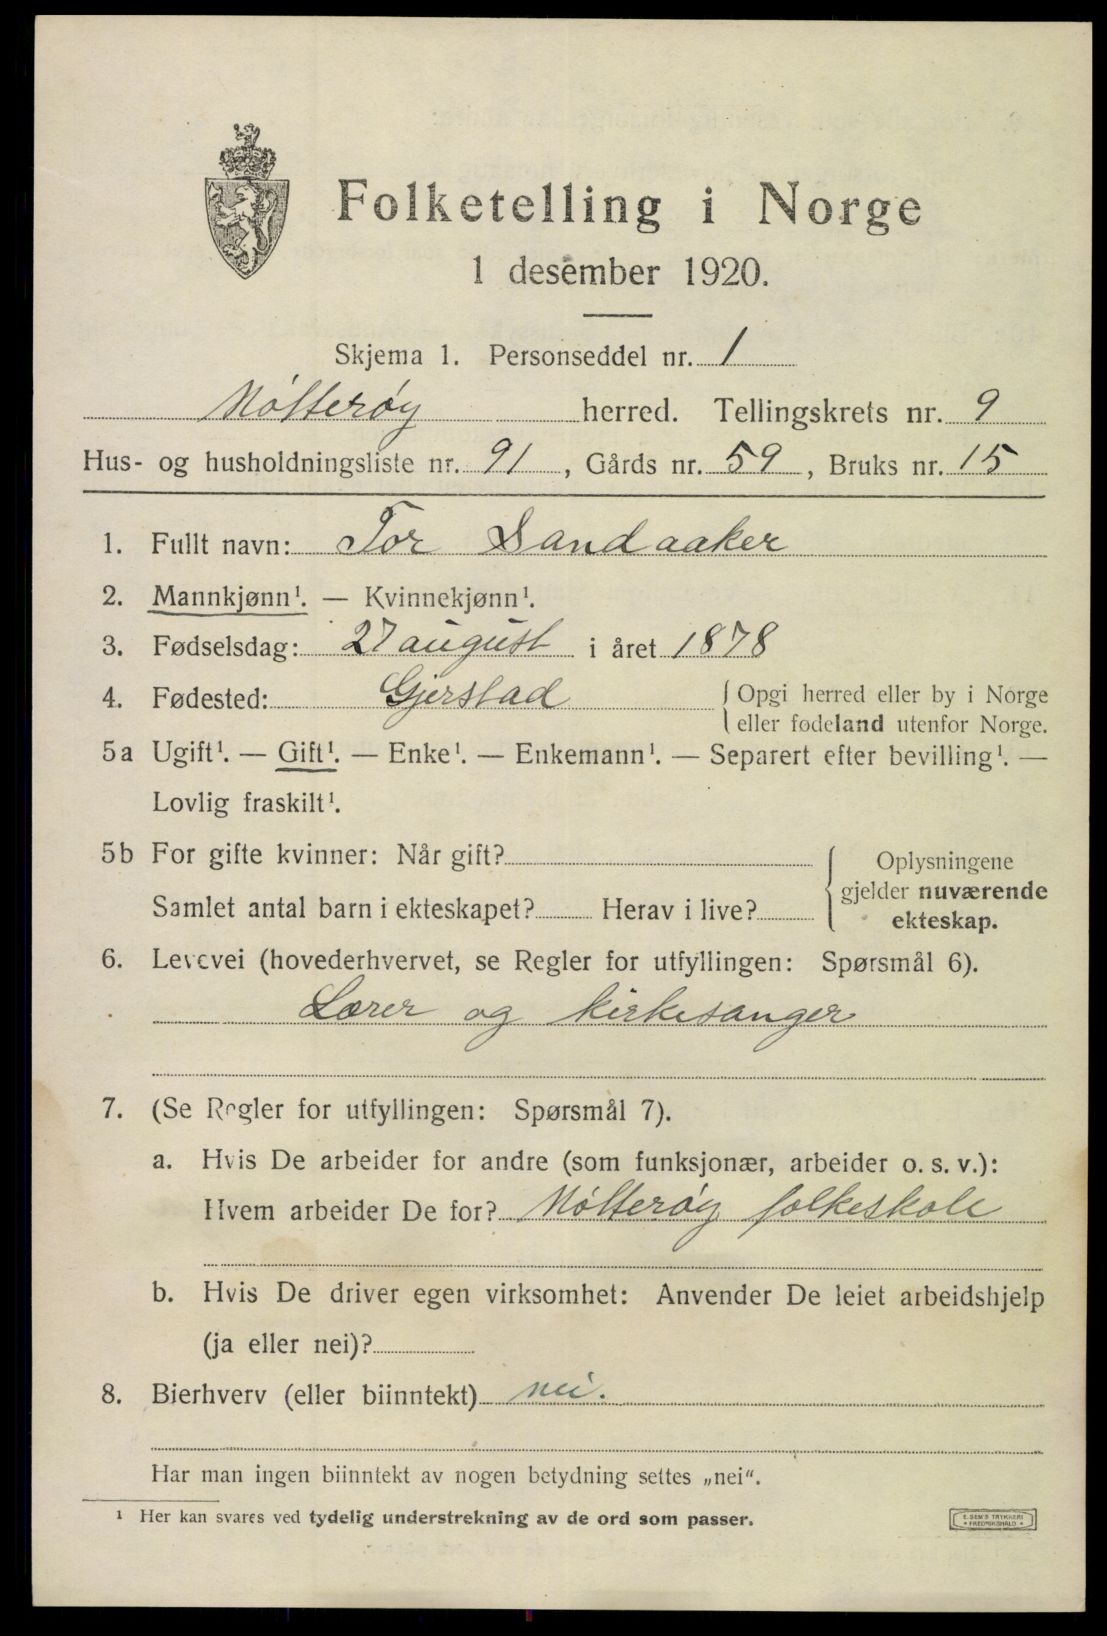 Folketelling i Norge
1 desember 1920.
Skjema 1. Personseddel nr. 1
Nøtterøy herred. Tellingskrets nr. 9
Hus- og husholdningsliste nr. 91, Gårds nr. 59, Bruks nr. 15
1. Fullt navn: Tor Sandaaker
2. Mannkjønn¹. — Kvinnekjønn¹.
3. Fødselsdag: 27 august i året 1878
4. Fødested: Gjerstad { Opgi herred eller by i Norge
eller fødeland utenfor Norge.
5a Ugift¹. — Gift¹. — Enke¹. — Enkemann¹. — Separert efter bevilling¹. —
Lovlig fraskilt¹.
5b For gifte kvinner: Når gift?
Samlet antal barn i ekteskapet? Herav i live?
{ Oplysningene
gjelder nuværende
ekteskap.
6. Levevei (hovederhvervet, se Regler for utfyllingen: Spørsmål 6).
Lærer og kirkesanger
7. (Se Regler for utfyllingen: Spørsmål 7).
a. Hvis De arbeider for andre (som funksjonær, arbeider o. s. v.):
Hvem arbeider De for? Nøtterøy folkeskole
b. Hvis De driver egen virksomhet: Anvender De leiet arbeidshjelp
(ja eller nei)?
8. Bierhverv (eller biinntekt) nei.
Har man ingen biinntekt av nogen betydning settes „nei“.
¹ Her kan svares ved tydelig understrekning av de ord som passer.
E. SEM'S TRYKKERI
• FREDRIKSHALD •